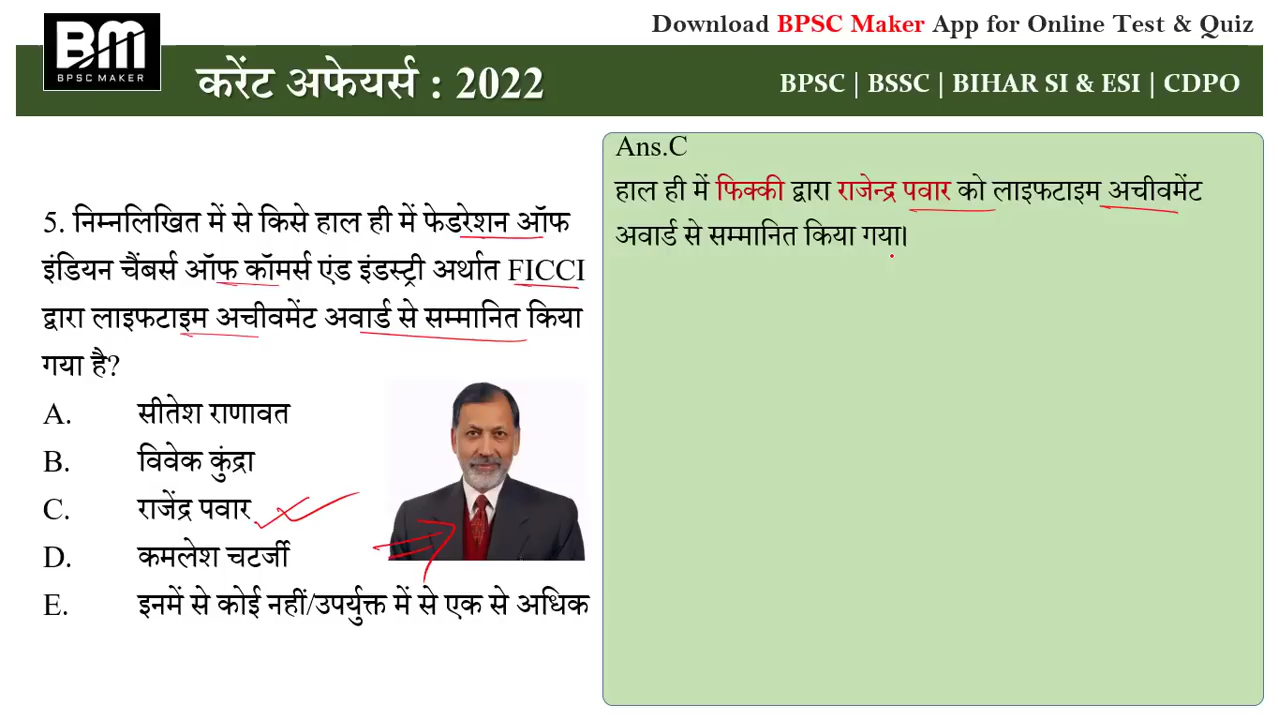 Download BPSC Maker App for Online Test & Quiz
BM
BPSC MAKER
करेंट अफेयर्स : 2022
BPSC | BSSC | BIHAR SI & ESI | CDPO
5. निम्नलिखित में से किसे हाल ही में फेडरेशन ऑफ
इंडियन चैंबर्स ऑफ कॉमर्स एंड इंडस्ट्री अर्थात FICCI
द्वारा लाइफटाइम अचीवमेंट अवार्ड से सम्मानित किया
गया है?
A. सीतेश राणावत
B. विवेक कुंद्रा
C. राजेंद्र पवार
D. कमलेश चटर्जी
E. इनमें से कोई नहीं/उपर्युक्त में से एक से अधिक
Ans.C
हाल ही में फिक्की द्वारा राजेन्द्र पवार को लाइफटाइम अचीवमेंट
अवार्ड से सम्मानित किया गया।